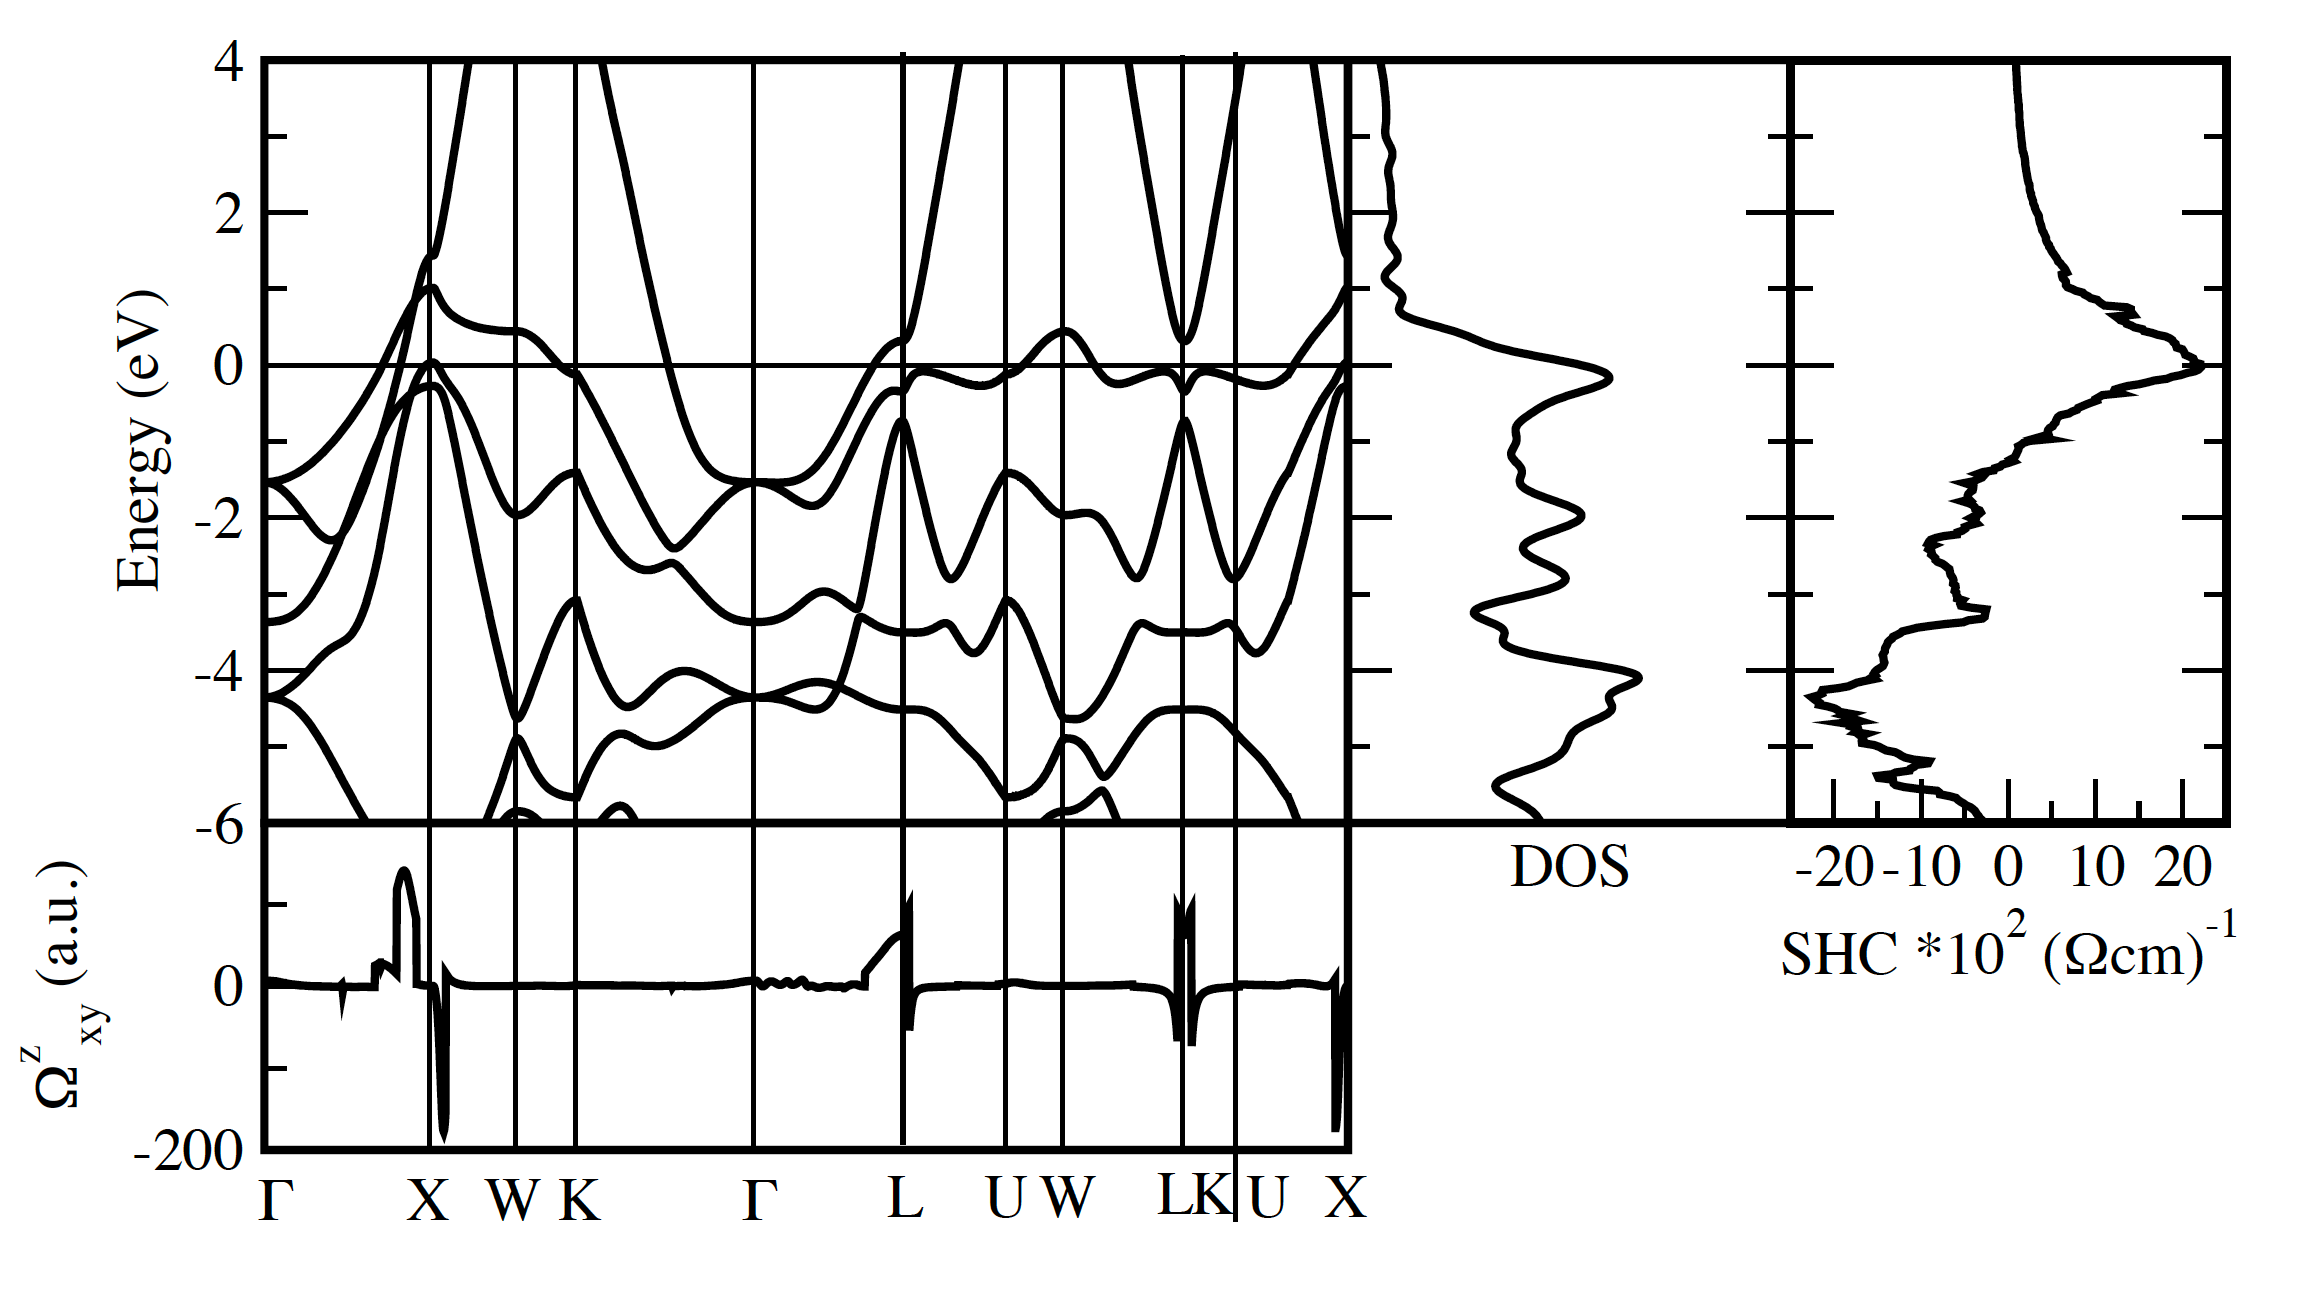 4
2
0
-2
-4
-6
Energy (eV)
0
-200
Ω^z_xy (a.u.)
Γ X W K Γ L U W L K U X
DOS
-20 -10 0 10 20
SHC *10^2 (Ωcm)^-1